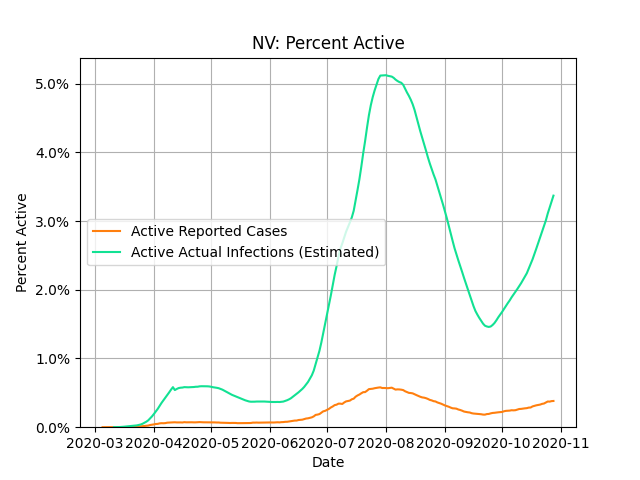 NV: Percent Active
Percent Active
5.0%
4.0%
3.0%
2.0%
1.0%
0.0%
Active Reported Cases
Active Actual Infections (Estimated)
2020-03 2020-04 2020-05 2020-06 2020-07 2020-08 2020-09 2020-10 2020-11
Date